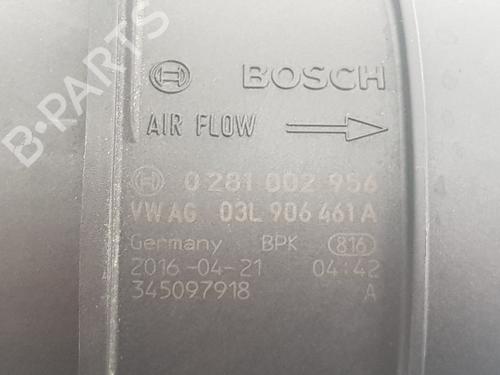 BOSCH
AIR FLOW
0 281 002 956
VW AG 03L 906 461 A
Germany BPK 816
2016-04-21 04:42
345097918 A
B-PARTS